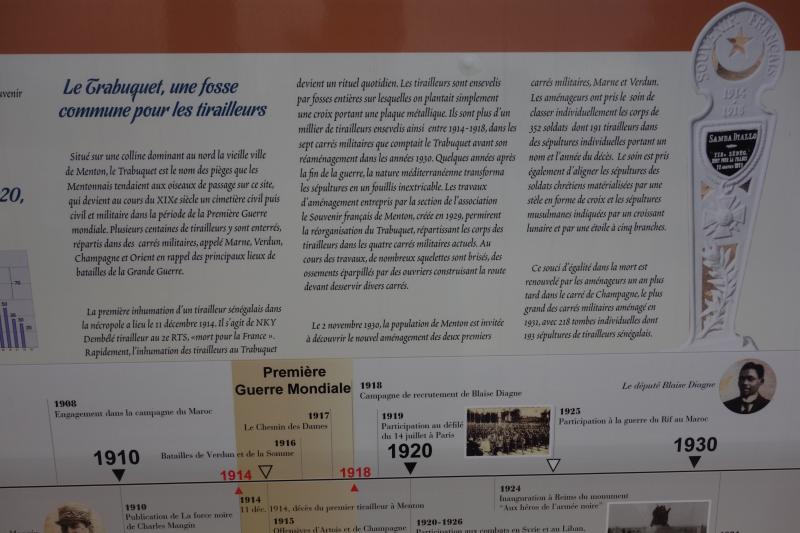 uvenir
20,
Le Trabuquet, une fosse
commune pour les tirailleurs
Situé sur une colline dominant au nord la vieille ville
de Menton, le Trabuquet est le nom des pièges que les
Mentonnais tendaient aux oiseaux de passage sur ce site,
qui devient au cours du XIXe siècle un cimetière civil puis
civil et militaire dans la période de la Première Guerre
mondiale. Plusieurs centaines de tirailleurs y sont enterrés,
répartis dans des carrés militaires, appelé Marne, Verdun,
Champagne et Orient en rappel des principaux lieux de
batailles de la Grande Guerre.
La première inhumation d'un tirailleur sénégalais dans
la nécropole a lieu le 11 décembre 1914. Il s'agit de NKY
Dembélé tirailleur au 2e RTS, «mort pour la France ».
Rapidement, l'inhumation des tirailleurs au Trabuquet
devient un rituel quotidien. Les tirailleurs sont ensevelis
par fosses entières sur lesquelles on plantait simplement
une croix portant une plaque métallique. Ils sont plus d'un
millier de tirailleurs ensevelis ainsi entre 1914-1918, dans les
sept carrés militaires que comptait le Trabuquet avant son
réaménagement dans les années 1930. Quelques années après
la fin de la guerre, la nature méditerranéenne transforma
les sépultures en un fouillis inextricable. Les travaux
d'aménagement entrepris par la section de l'association
le Souvenir français de Menton, créée en 1929, permirent
la réorganisation du Trabuquet, répartissant les corps des
tirailleurs dans les quatre carrés militaires actuels. Au
cours des travaux, de nombreux squelettes sont brisés, des
ossements éparpillés par des ouvriers construisant la route
devant desservir divers carrés.
Le 2 novembre 1930, la population de Menton est invitée
à découvrir le nouvel aménagement des deux premiers
carrés militaires, Marne et Verdun.
Les aménageurs ont pris le soin de
classer individuellement les corps de
352 soldats dont 191 tirailleurs dans
des sépultures individuelles portant un
nom et l'année du décès. Le soin est pris
également d'aligner les sépultures des
soldats chrétiens matérialisées par une
stèle en forme de croix et les sépultures
musulmanes indiquées par un croissant
lunaire et par une étoile à cinq branches.
Ce souci d'égalité dans la mort est
renouvelé par les aménageurs un an plus
tard dans le carré de Champagne, le plus
grand des carrés militaires aménagé en
1931, avec 218 tombes individuelles dont
193 sépultures de tirailleurs sénégalais.
SOUVENIR FRANÇAIS
1914
1918
SAMBA DIALLO
TIR. SÉNÉG.
MORT POUR LA FRANCE
70
50
30
Première
Guerre Mondiale
1908
Engagement dans la campagne du Maroc
1917
Le Chemin des Dames
1916
Batailles de Verdun et de la Somme
1918
Campagne de recrutement de Blaise Diagne
1919
Participation au défilé
du 14 juillet à Paris
1925
Participation à la guerre du Rif au Maroc
Le député Blaise Diagne
1910
1914
1918
1920
1930
1910
Publication de La force noire
de Charles Mangin
1914
11 déc. 1914, décès du premier tirailleur à Menton
1915
Offensives d'Artois et de Champagne
1920-1926
Participation aux combats en Syrie et au Liban,
1924
Inauguration à Reims du monument
"Aux héros de l'armée noire"